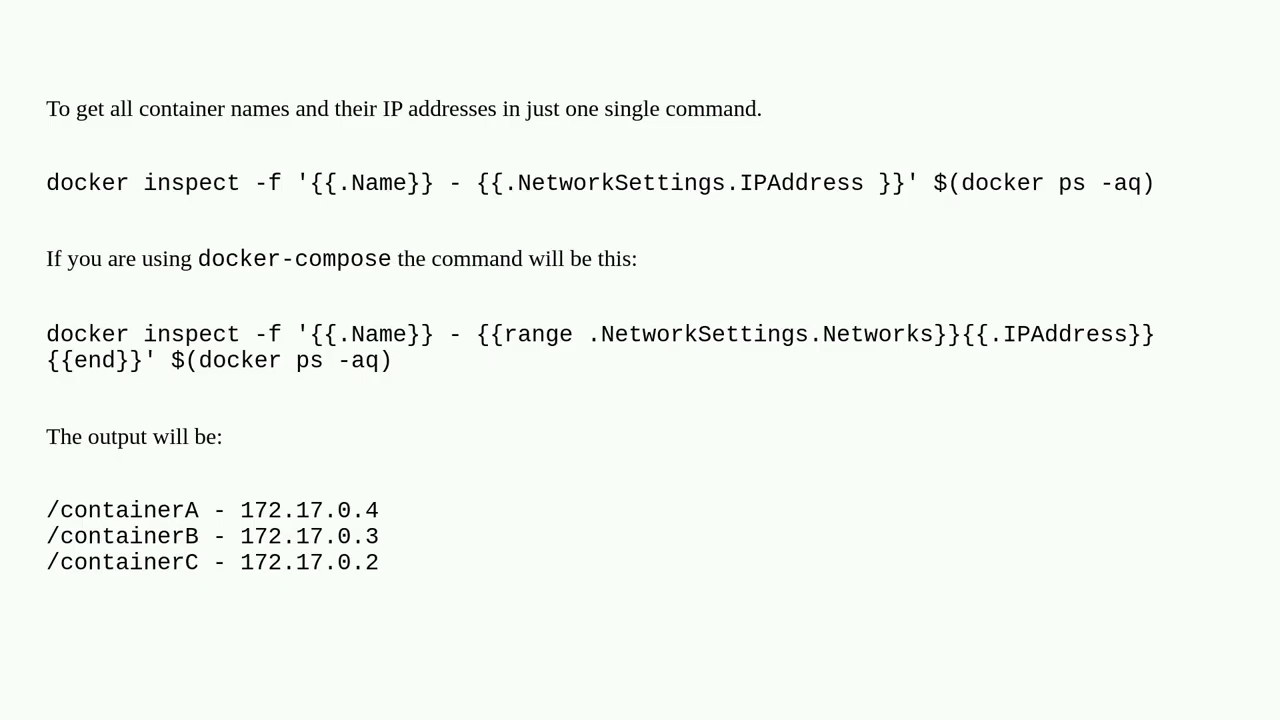 To get all container names and their IP addresses in just one single command.
docker inspect -f '{{.Name}} - {{.NetworkSettings.IPAddress }}' $(docker ps -aq)
If you are using docker-compose the command will be this:
docker inspect -f '{{.Name}} - {{range .NetworkSettings.Networks}}{{.IPAddress}}
{{end}}' $(docker ps -aq)
The output will be:
/containerA - 172.17.0.4
/containerB - 172.17.0.3
/containerC - 172.17.0.2